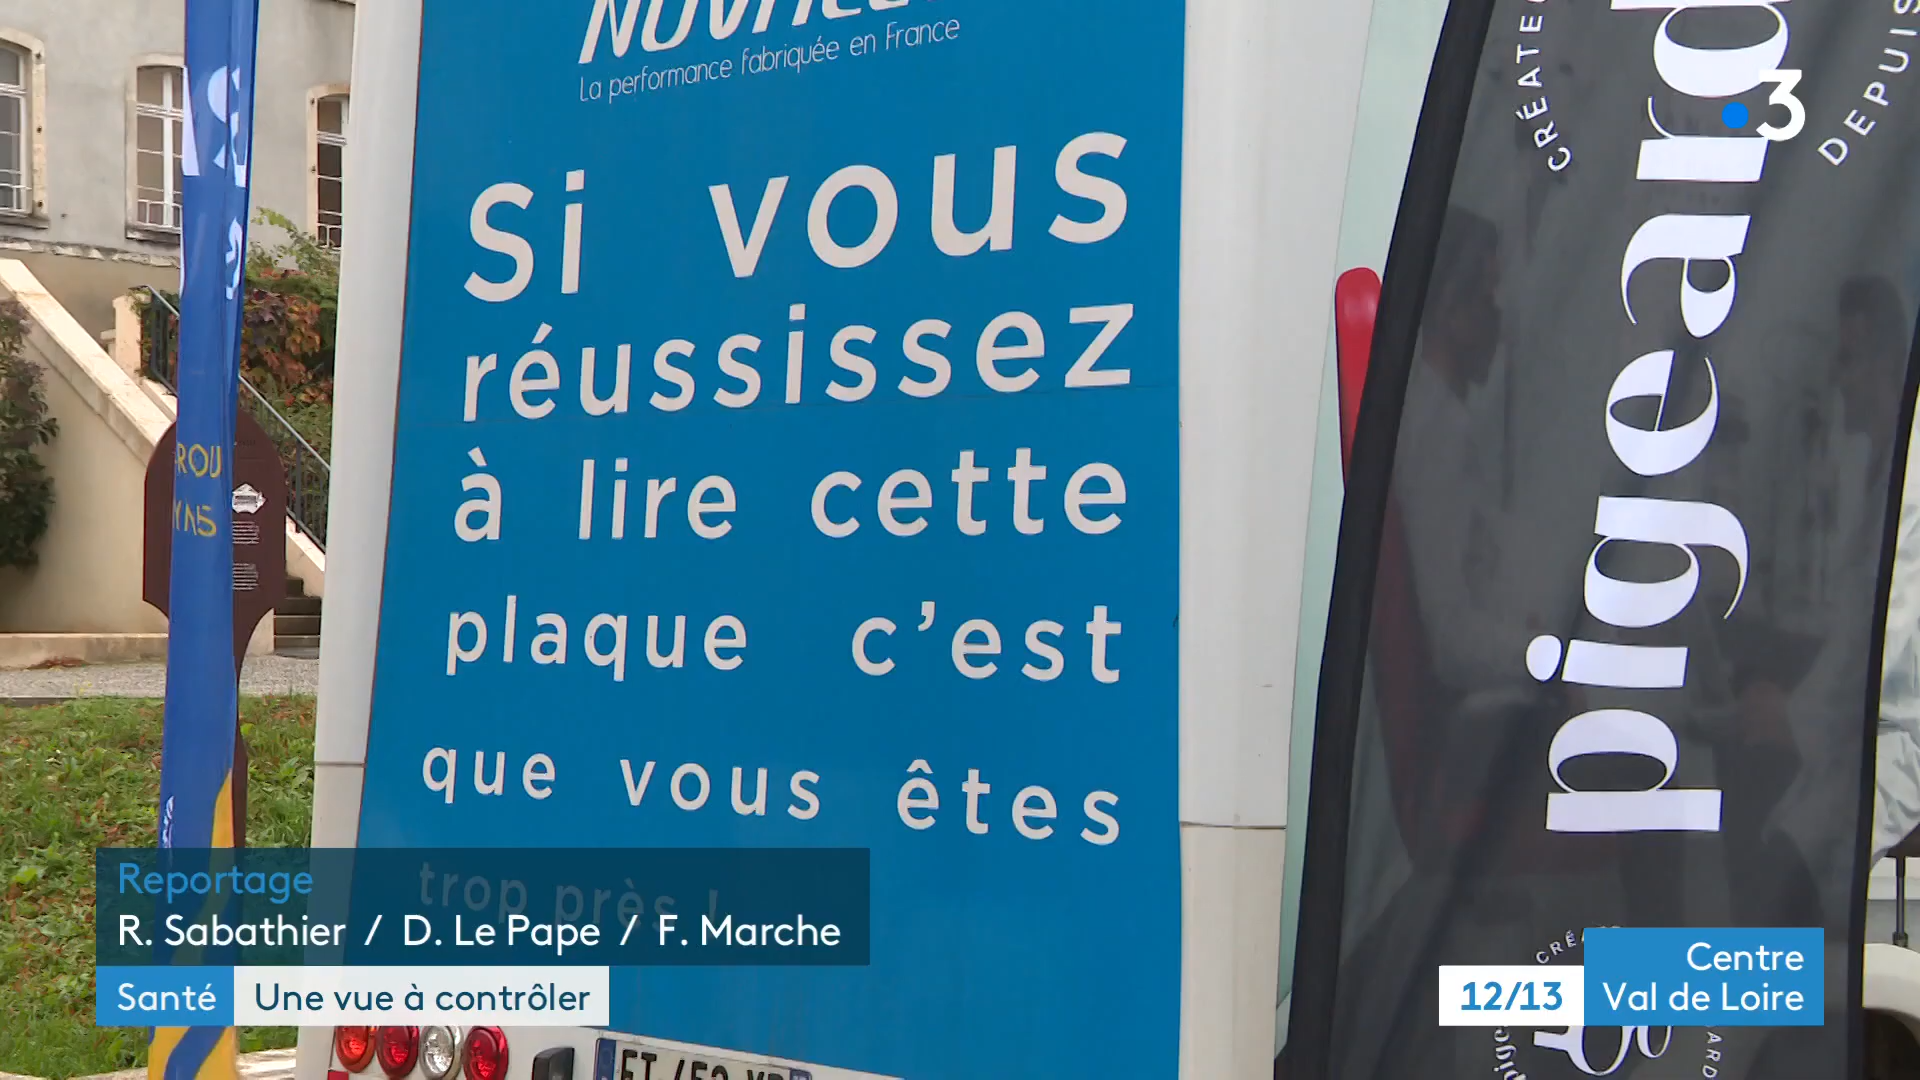 La performance fabriquée en France
Si vous
réussissez
à lire cette
plaque c'est
que vous êtes
trop près !
pigeard
CRÉATE
DEPUIS
3
ROU
Reportage
R. Sabathier / D. Le Pape / F. Marche
Santé
Une vue à contrôler
12/13
Centre
Val de Loire